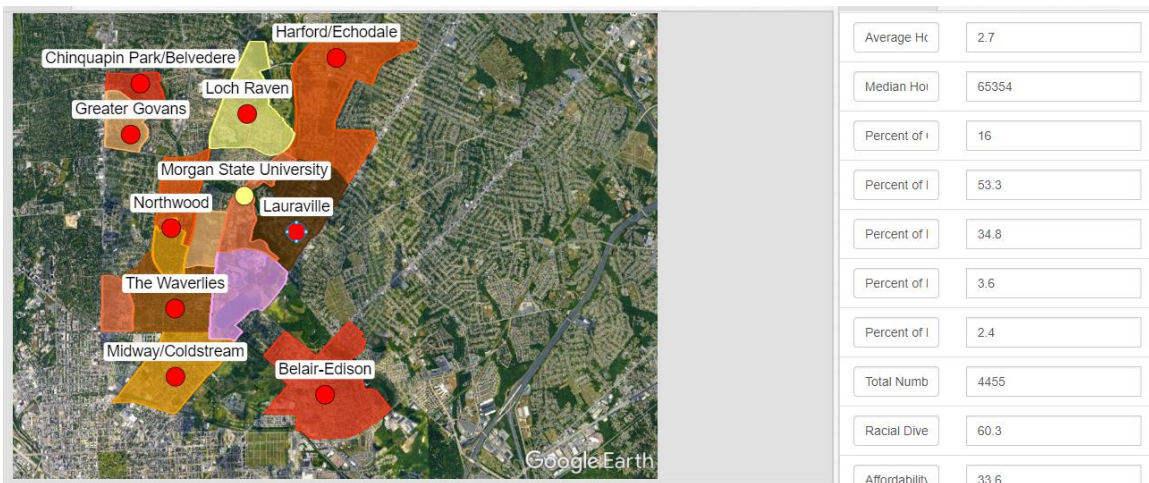 Harford/Echodale
Chinquapin Park/Belvedere
Loch Raven
Greater Govans
Morgan State University
Northwood
Lauraville
The Waverlies
Midway/Coldstream
Belair-Edison
Google Earth
Average Ho 2.7
Median Hou 65354
Percent of 16
Percent of 53.3
Percent of 34.8
Percent of 3.6
Percent of 2.4
Total Numb 4455
Racial Dive 60.3
Affordability 33.6